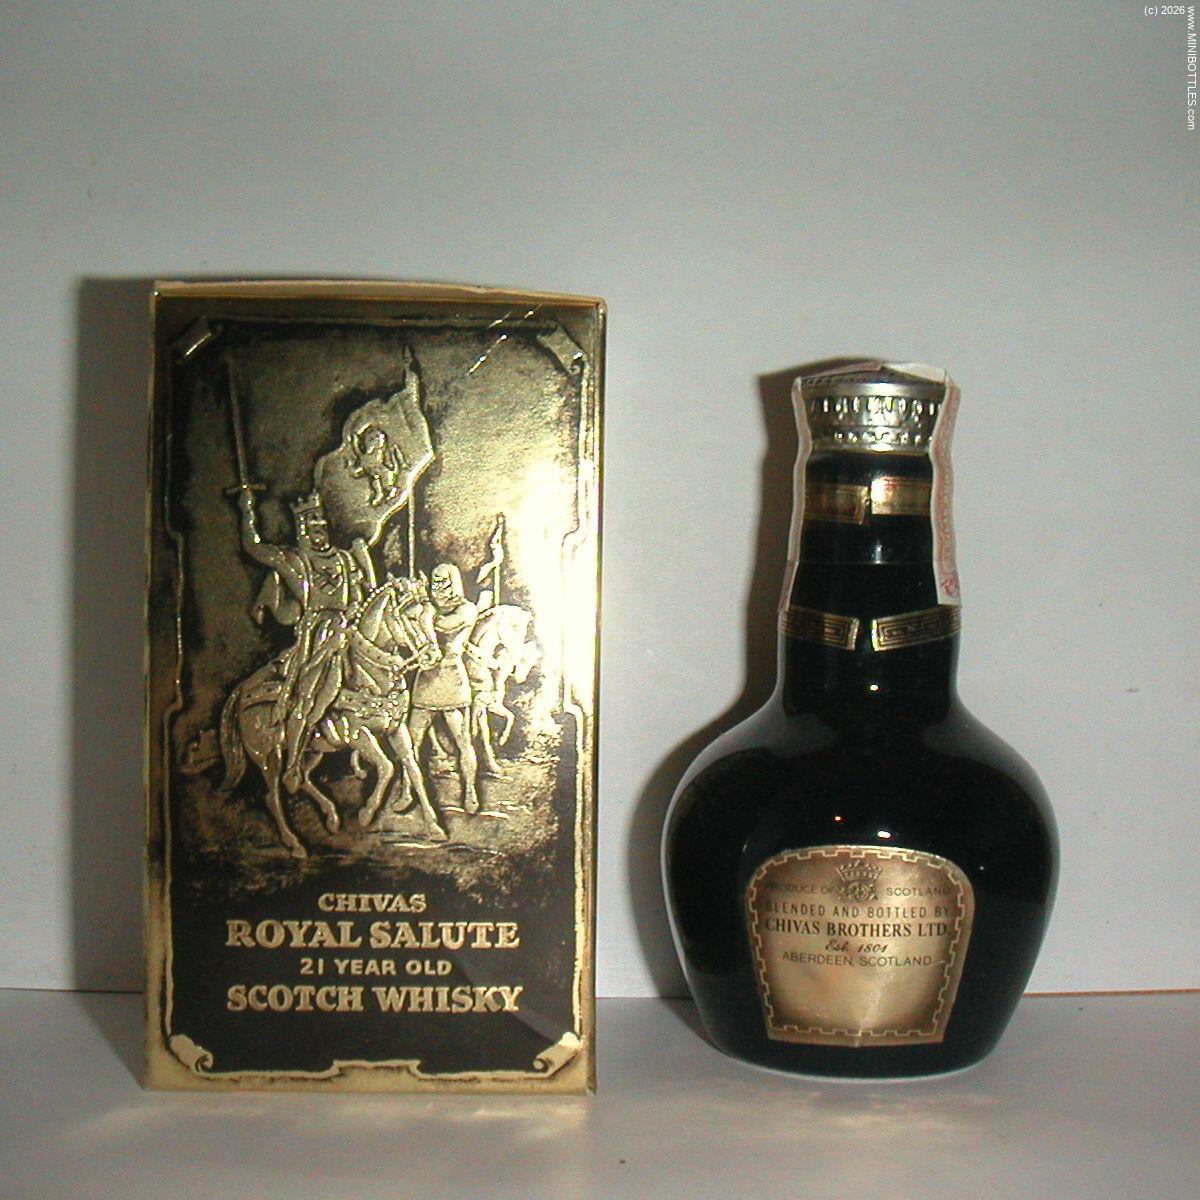 (c) 2026 www.MINIBOTTLES.com
CHIVAS
ROYAL SALUTE
21 YEAR OLD
SCOTCH WHISKY
PRODUCE OF SCOTLAND
BLENDED AND BOTTLED BY
CHIVAS BROTHERS LTD.
Est. 1801
ABERDEEN, SCOTLAND